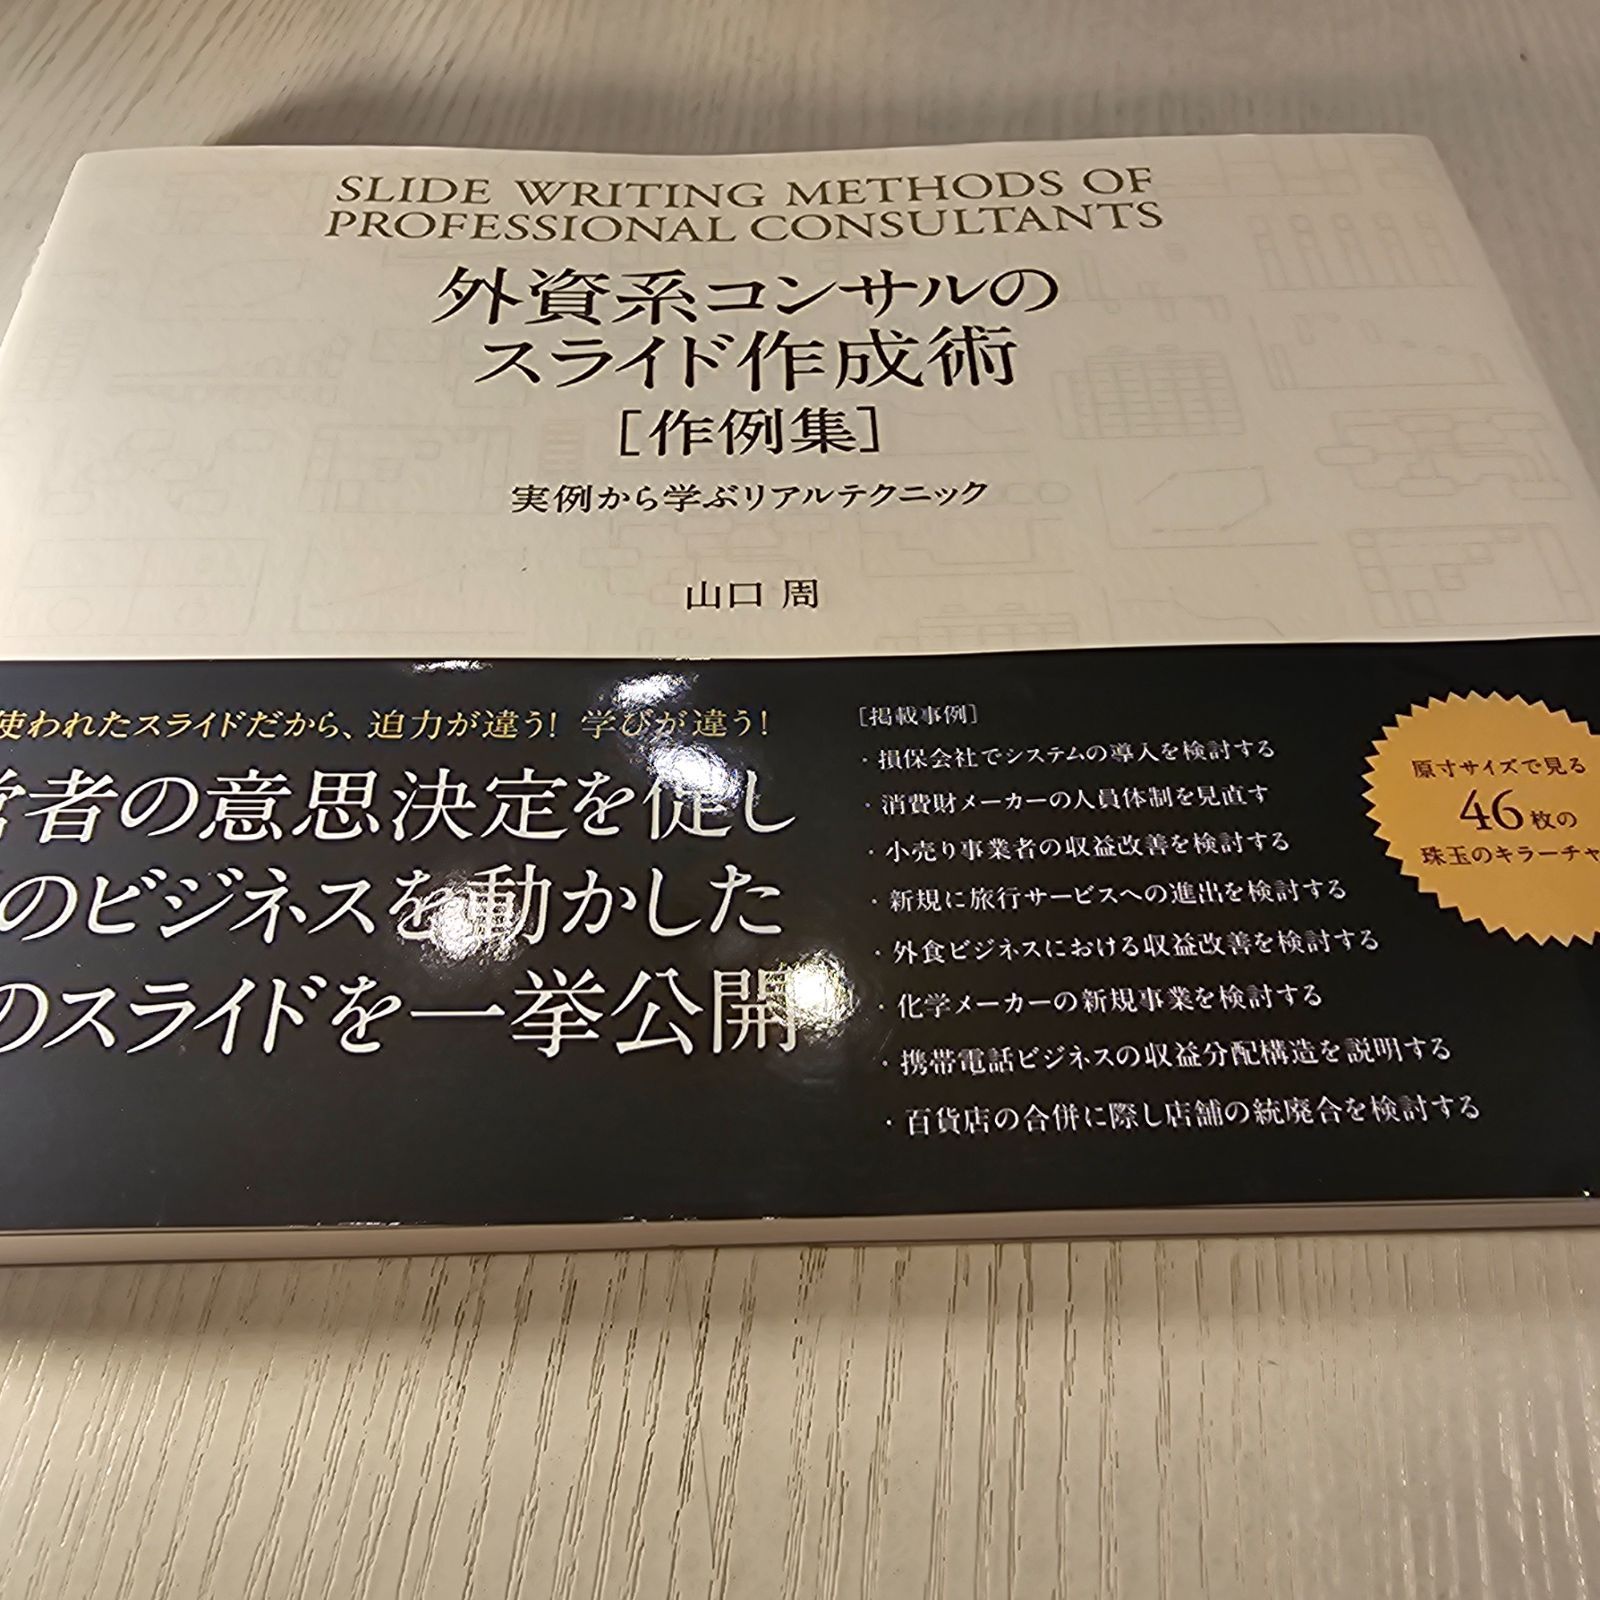 SLIDE WRITING METHODS OF
PROFESSIONAL CONSULTANTS
外資系コンサルの
スライド作成術
［作例集］
実例から学ぶリアルテクニック
山口 周
使われたスライドだから、迫力が違う! 学びが違う!
者の意思決定を促し
のビジネスを動かした
のスライドを一挙公開
［掲載事例］
・損保会社でシステムの導入を検討する
・消費財メーカーの人員体制を見直す
・小売り事業者の収益改善を検討する
・新規に旅行サービスへの進出を検討する
・外食ビジネスにおける収益改善を検討する
・化学メーカーの新規事業を検討する
・携帯電話ビジネスの収益分配構造を説明する
・百貨店の合併に際し店舗の統廃合を検討する
原寸サイズで見る
46枚の
珠玉のキラーチャ